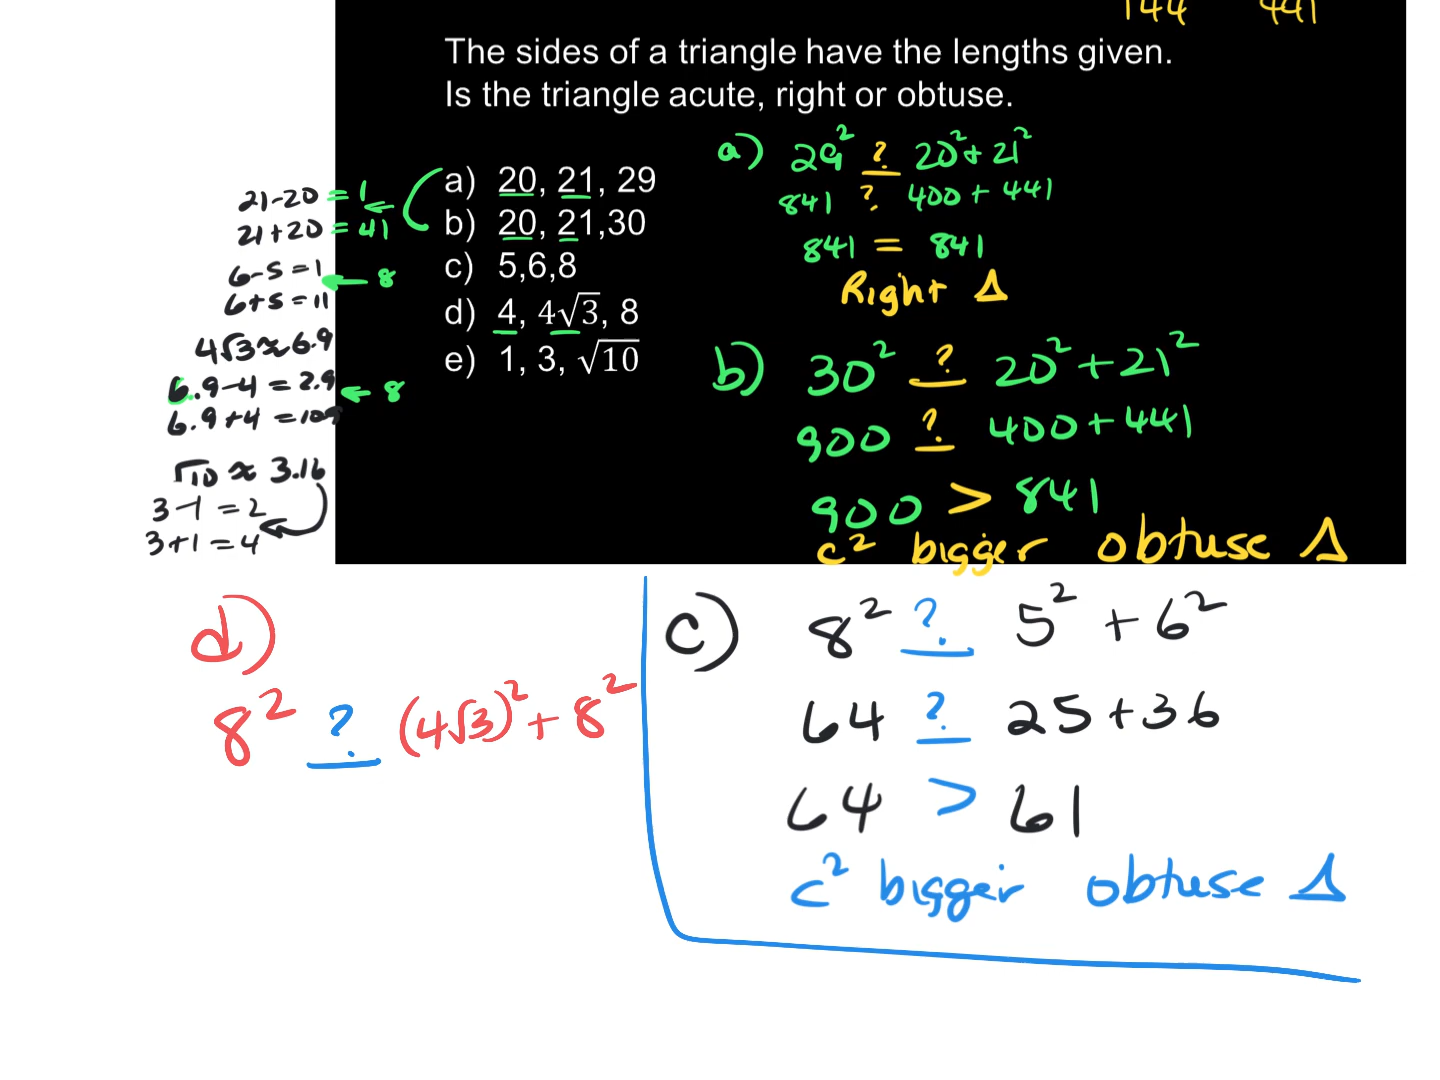 144 441
The sides of a triangle have the lengths given.
Is the triangle acute, right or obtuse.
a) 20, 21, 29
b) 20, 21,30
c) 5,6,8
d) 4, 4√3, 8
e) 1, 3, √10
21-20 = 1
21+20 = 41
6-5 = 1 ← 8
6+5 = 11
4√3 ≈ 6.9
6.9-4 = 2.9 ← 8
6.9+4 = 10.9
√10 ≈ 3.16
3-1 = 2
3+1 = 4
a) 29² ? 20² + 21²
841 ? 400 + 441
841 = 841
Right Δ
b) 30² ? 20² + 21²
900 ? 400 + 441
900 > 841
c² bigger obtuse Δ
c) 8² ? 5² + 6²
64 ? 25+36
64 > 61
c² bigger obtuse Δ
d)
8² ? (4√3)² + 8²